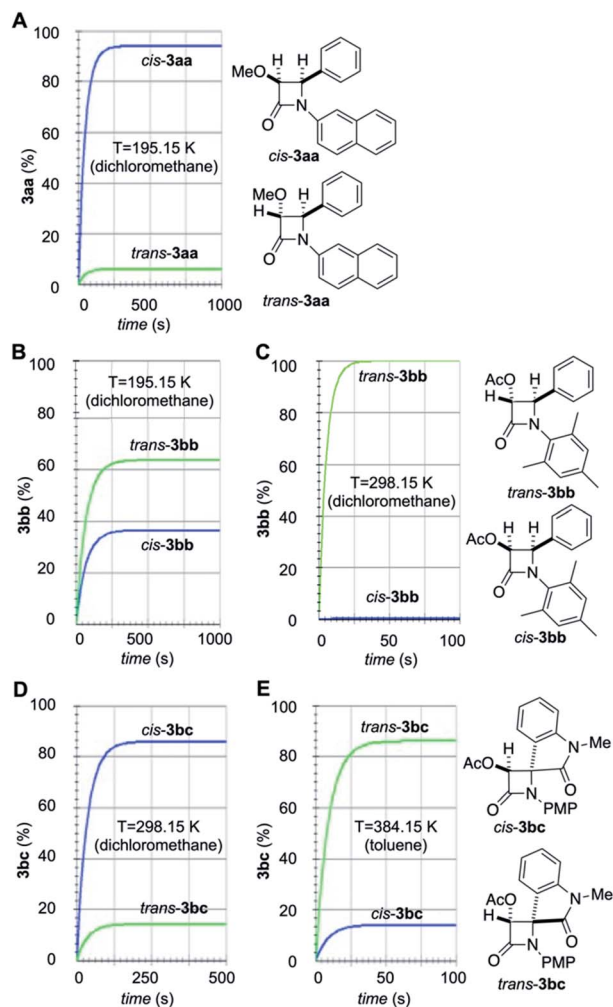 A
100
80
60
40
20
0
3aa (%)
cis-3aa
T=195.15 K
(dichloromethane)
trans-3aa
0 500 1000
time (s)
H H
MeO
N
O
cis-3aa
MeO H
H
N
O
trans-3aa
B
100
80
60
40
20
0
3bb (%)
T=195.15 K
(dichloromethane)
trans-3bb
cis-3bb
0 500 1000
time (s)
C
100
80
60
40
20
0
3bb (%)
trans-3bb
T=298.15 K
(dichloromethane)
cis-3bb
0 50 100
time (s)
AcO H
H
N
O
trans-3bb
H H
AcO
N
O
cis-3bb
D
100
80
60
40
20
0
3bc (%)
cis-3bc
T=298.15 K
(dichloromethane)
trans-3bc
0 250 500
time (s)
E
100
80
60
40
20
0
3bc (%)
trans-3bc
T=384.15 K
(toluene)
cis-3bc
0 50 100
time (s)
N-Me
H
AcO
O
N
O
PMP
cis-3bc
N-Me
AcO
H
O
N
O
PMP
trans-3bc